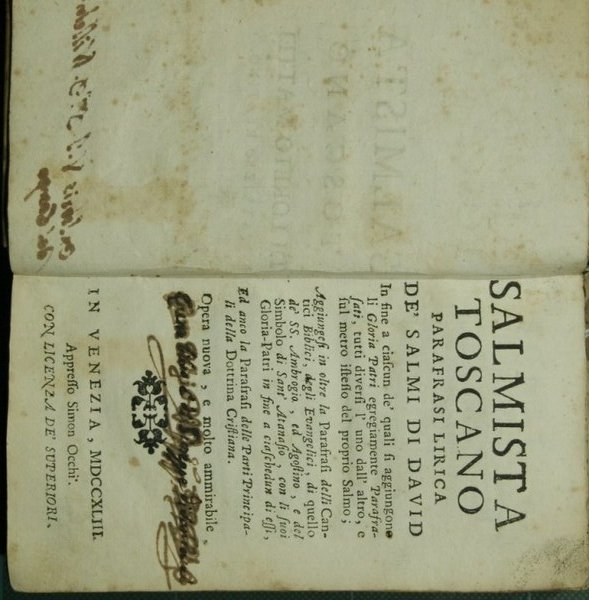 SALMISTA
TOSCANO
PARAFRASI LIRICA
DE' SALMI DI DAVID
In fine a ciaſcun de' quali ſi aggiungono
li Gloria Patri egregiamente Parafra-
ſati, tutti diverſi l' uno dall' altro, e
ſul metro iſteſſo del proprio Salmo;
Aggiungeſi in oltre la Parafraſi delli Can-
tici Biblici, degli Evangelici, di quello
de' SS. Ambrogio, ed Agoſtino, e del
Simbolo di Sant' Atanaſio, con li ſuoi
Gloria-Patri in fine a ciaſchedun di eſſi,
Ed anco la Parafraſi delle Parti Principa-
li della Dottrina Criſtiana.
Opera nuova, e molto ammirabile,
IN VENEZIA, MDCCXLIII.
Appreſſo Simon Occhi.
CON LICENZA DE' SUPERIORI,